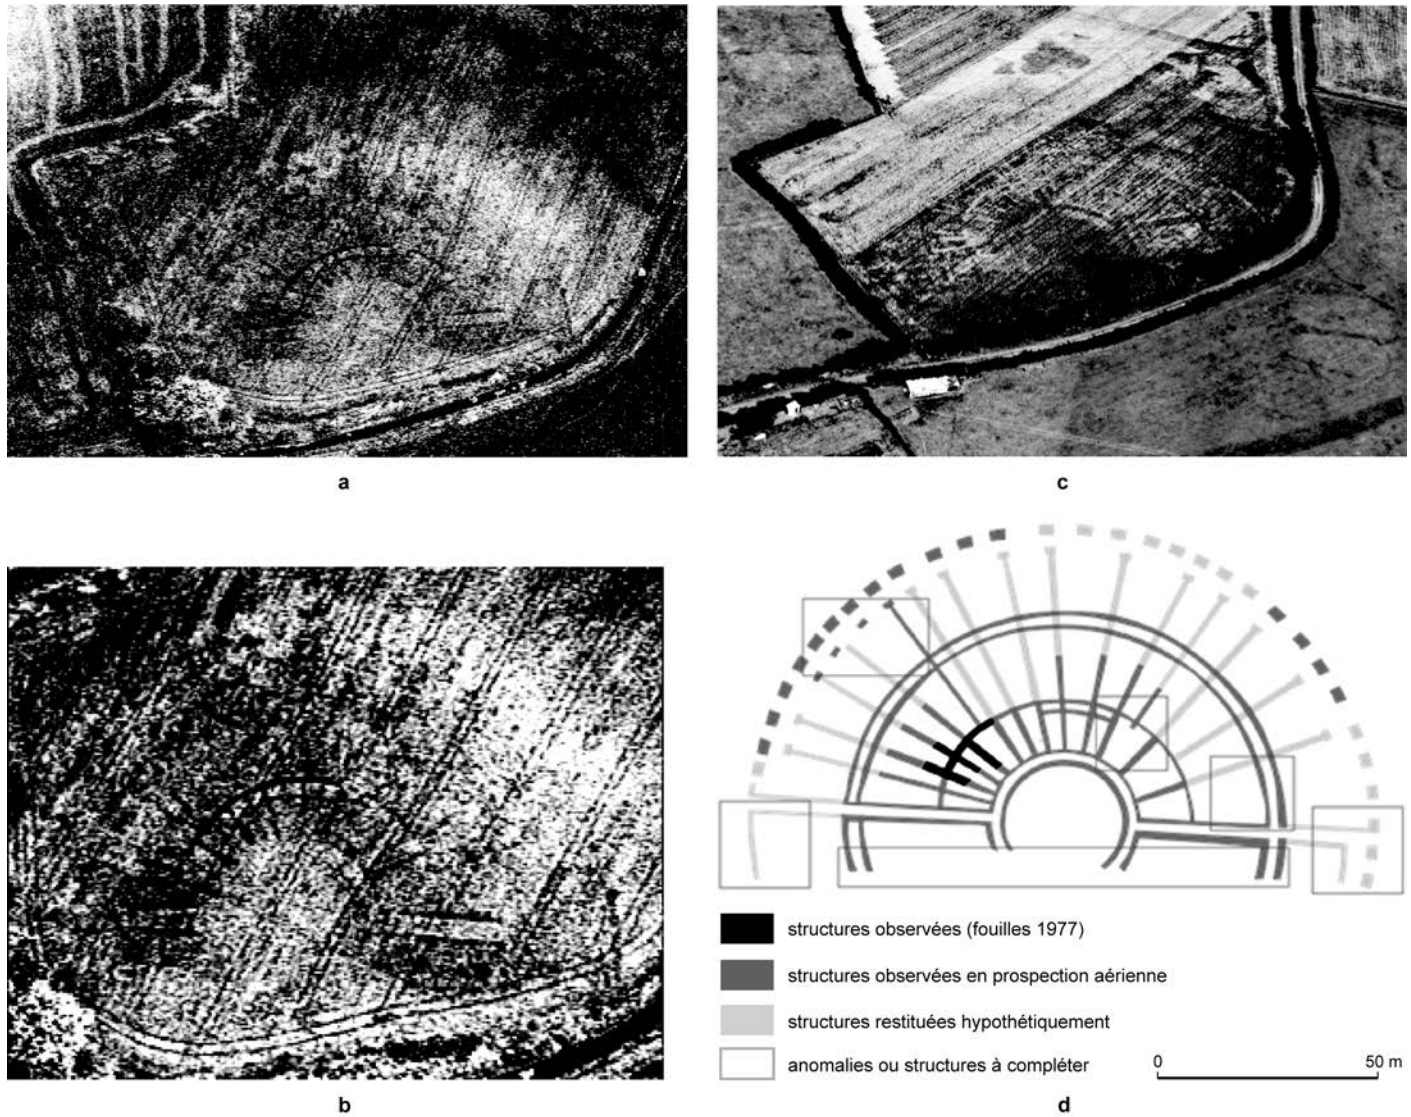 a
c
b
structures observées (fouilles 1977)
structures observées en prospection aérienne
structures restituées hypothétiquement
anomalies ou structures à compléter
0 50 m
d